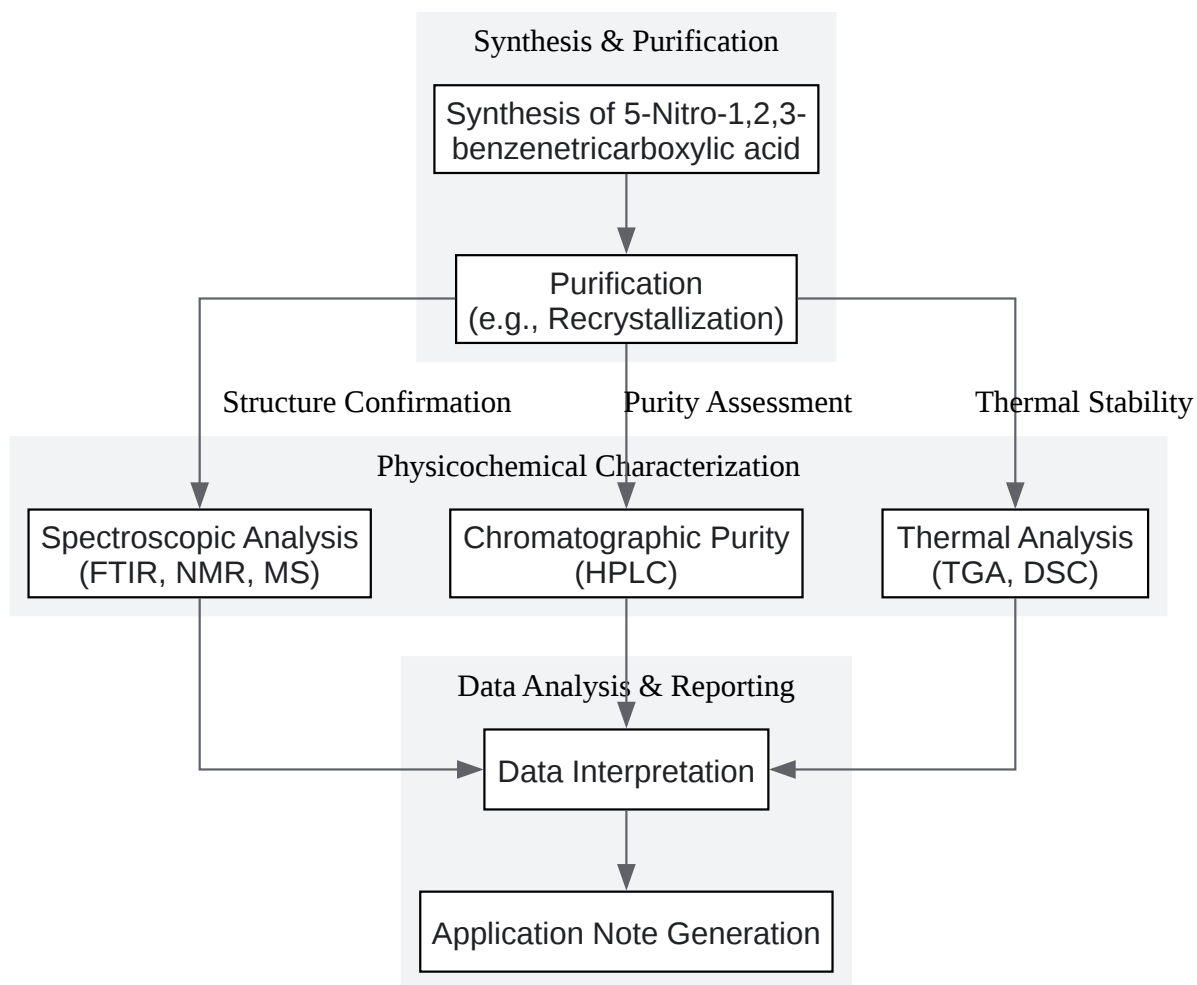 Synthesis & Purification
Synthesis of 5-Nitro-1,2,3-
benzenetricarboxylic acid
Purification
(e.g., Recrystallization)
Structure Confirmation
Purity Assessment
Thermal Stability
Physicochemical Characterization
Spectroscopic Analysis
(FTIR, NMR, MS)
Chromatographic Purity
(HPLC)
Thermal Analysis
(TGA, DSC)
Data Analysis & Reporting
Data Interpretation
Application Note Generation